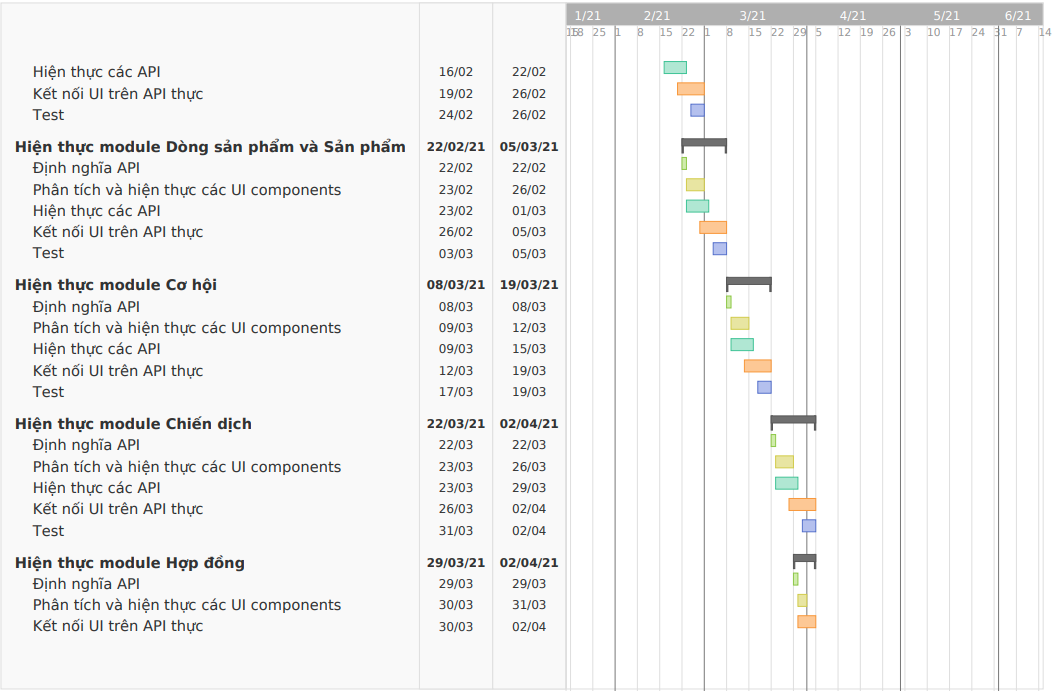 1/21 2/21 3/21 4/21 5/21 6/21
18 25 1 8 15 22 1 8 15 22 29 5 12 19 26 3 10 17 24 31 7 14
Hiện thực các API 16/02 22/02
Kết nối UI trên API thực 19/02 26/02
Test 24/02 26/02
Hiện thực module Dòng sản phẩm và Sản phẩm 22/02/21 05/03/21
Định nghĩa API 22/02 22/02
Phân tích và hiện thực các UI components 23/02 26/02
Hiện thực các API 23/02 01/03
Kết nối UI trên API thực 26/02 05/03
Test 03/03 05/03
Hiện thực module Cơ hội 08/03/21 19/03/21
Định nghĩa API 08/03 08/03
Phân tích và hiện thực các UI components 09/03 12/03
Hiện thực các API 09/03 15/03
Kết nối UI trên API thực 12/03 19/03
Test 17/03 19/03
Hiện thực module Chiến dịch 22/03/21 02/04/21
Định nghĩa API 22/03 22/03
Phân tích và hiện thực các UI components 23/03 26/03
Hiện thực các API 23/03 29/03
Kết nối UI trên API thực 26/03 02/04
Test 31/03 02/04
Hiện thực module Hợp đồng 29/03/21 02/04/21
Định nghĩa API 29/03 29/03
Phân tích và hiện thực các UI components 30/03 31/03
Kết nối UI trên API thực 30/03 02/04